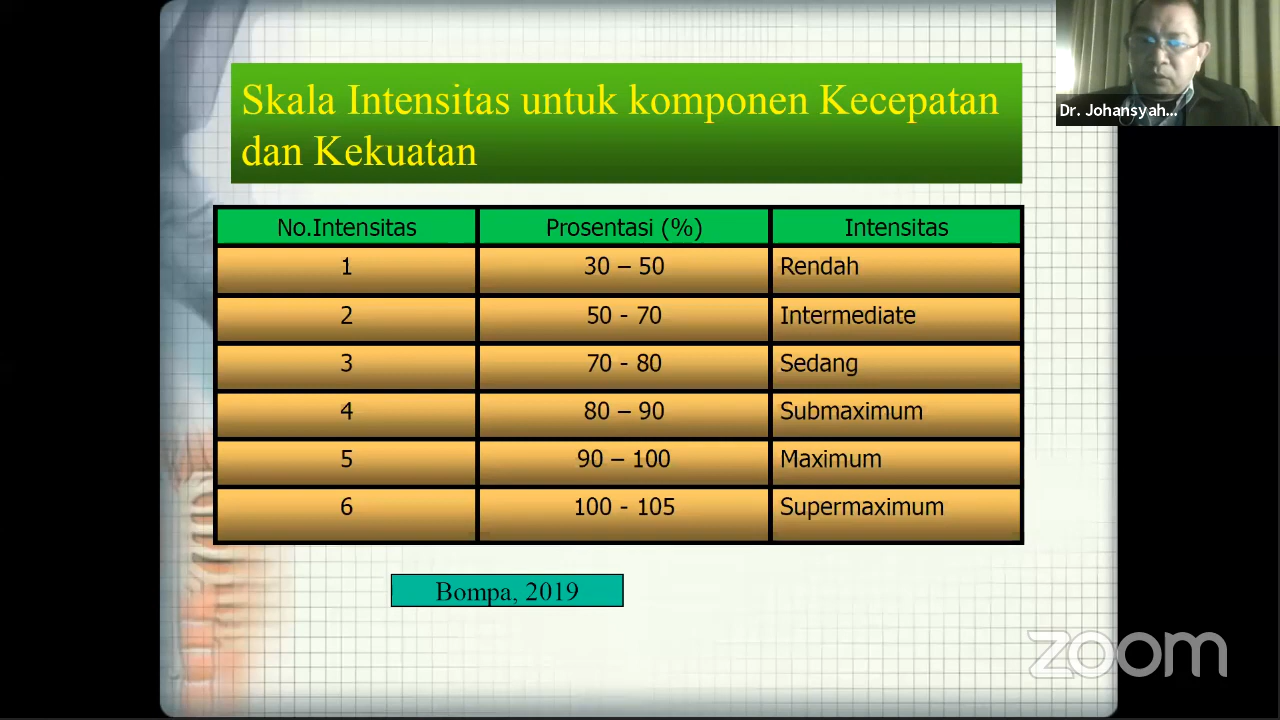 Skala Intensitas untuk komponen Kecepatan
dan Kekuatan
Dr. Johansyah...
No.Intensitas Prosentasi (%) Intensitas
1 30 – 50 Rendah
2 50 - 70 Intermediate
3 70 - 80 Sedang
4 80 – 90 Submaximum
5 90 – 100 Maximum
6 100 - 105 Supermaximum
Bompa, 2019
zoom